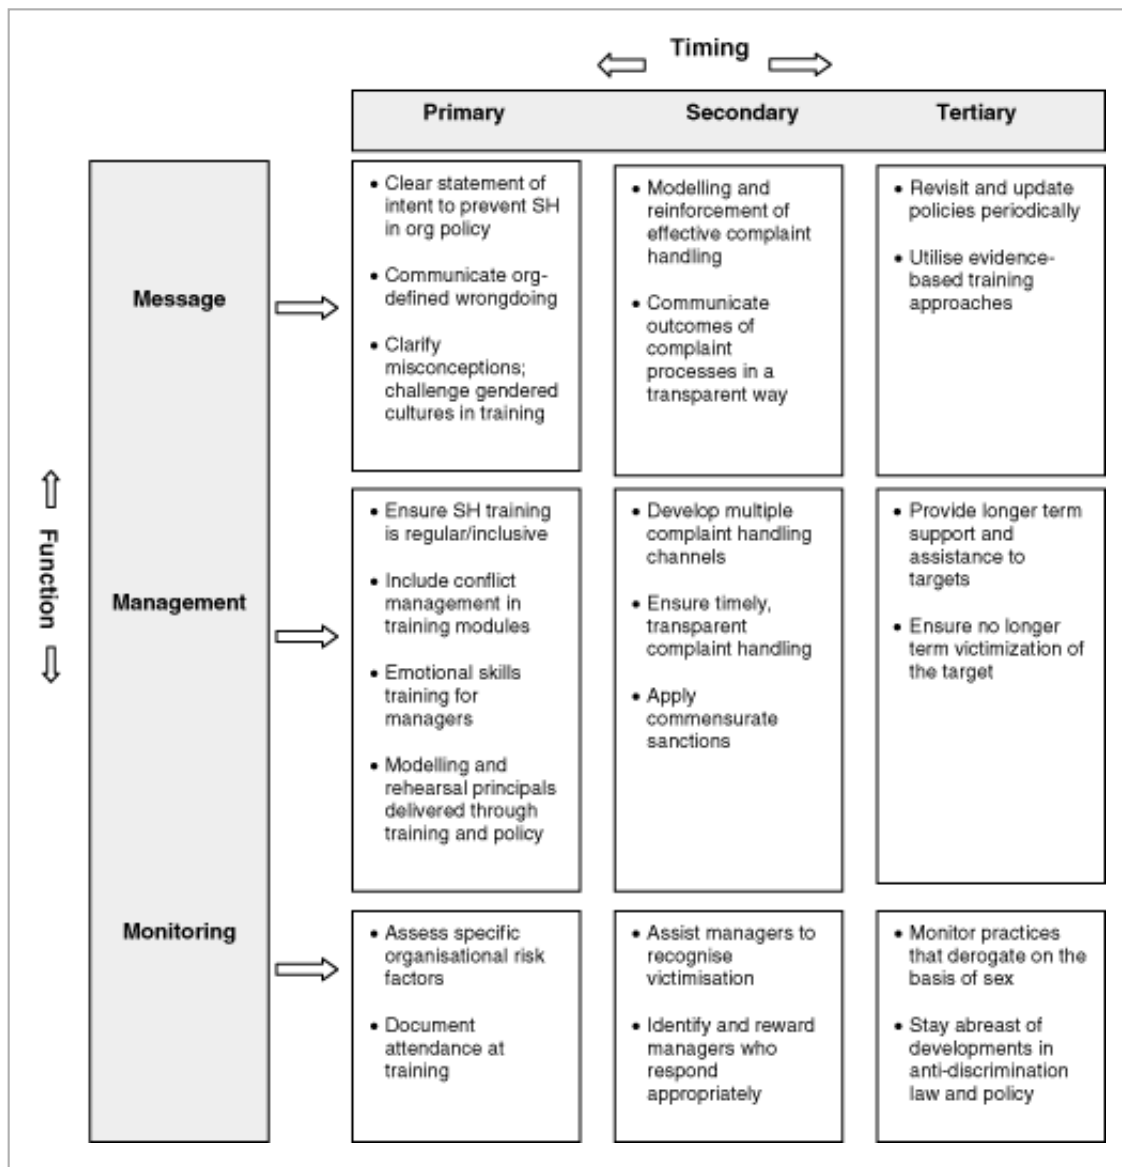 Timing
Primary
Secondary
Tertiary
Function
Message
• Clear statement of
intent to prevent SH
in org policy
• Communicate org-
defined wrongdoing
• Clarify
misconceptions;
challenge gendered
cultures in training
• Modelling and
reinforcement of
effective complaint
handling
• Communicate
outcomes of
complaint
processes in a
transparent way
• Revisit and update
policies periodically
• Utilise evidence-
based training
approaches
Management
• Ensure SH training
is regular/inclusive
• Include conflict
management in
training modules
• Emotional skills
training for
managers
• Modelling and
rehearsal principals
delivered through
training and policy
• Develop multiple
complaint handling
channels
• Ensure timely,
transparent
complaint handling
• Apply
commensurate
sanctions
• Provide longer term
support and
assistance to
targets
• Ensure no longer
term victimization of
the target
Monitoring
• Assess specific
organisational risk
factors
• Document
attendance at
training
• Assist managers to
recognise
victimisation
• Identify and reward
managers who
respond
appropriately
• Monitor practices
that derogate on the
basis of sex
• Stay abreast of
developments in
anti-discrimination
law and policy